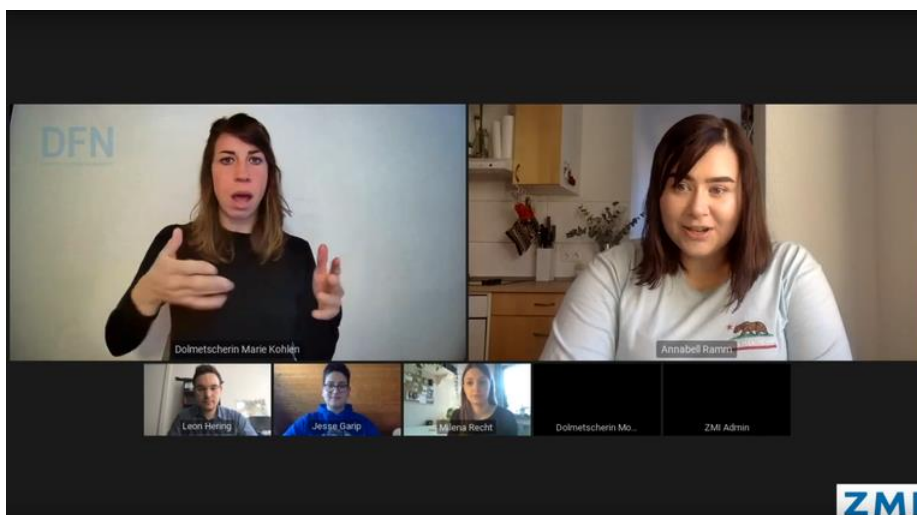 DFN
Dolmetscherin Marie Kohlen
Annabell Ramm
Leon Hering
Jesse Garip
Milena Recht
Dolmetscherin Mo...
ZMI Admin
ZMI